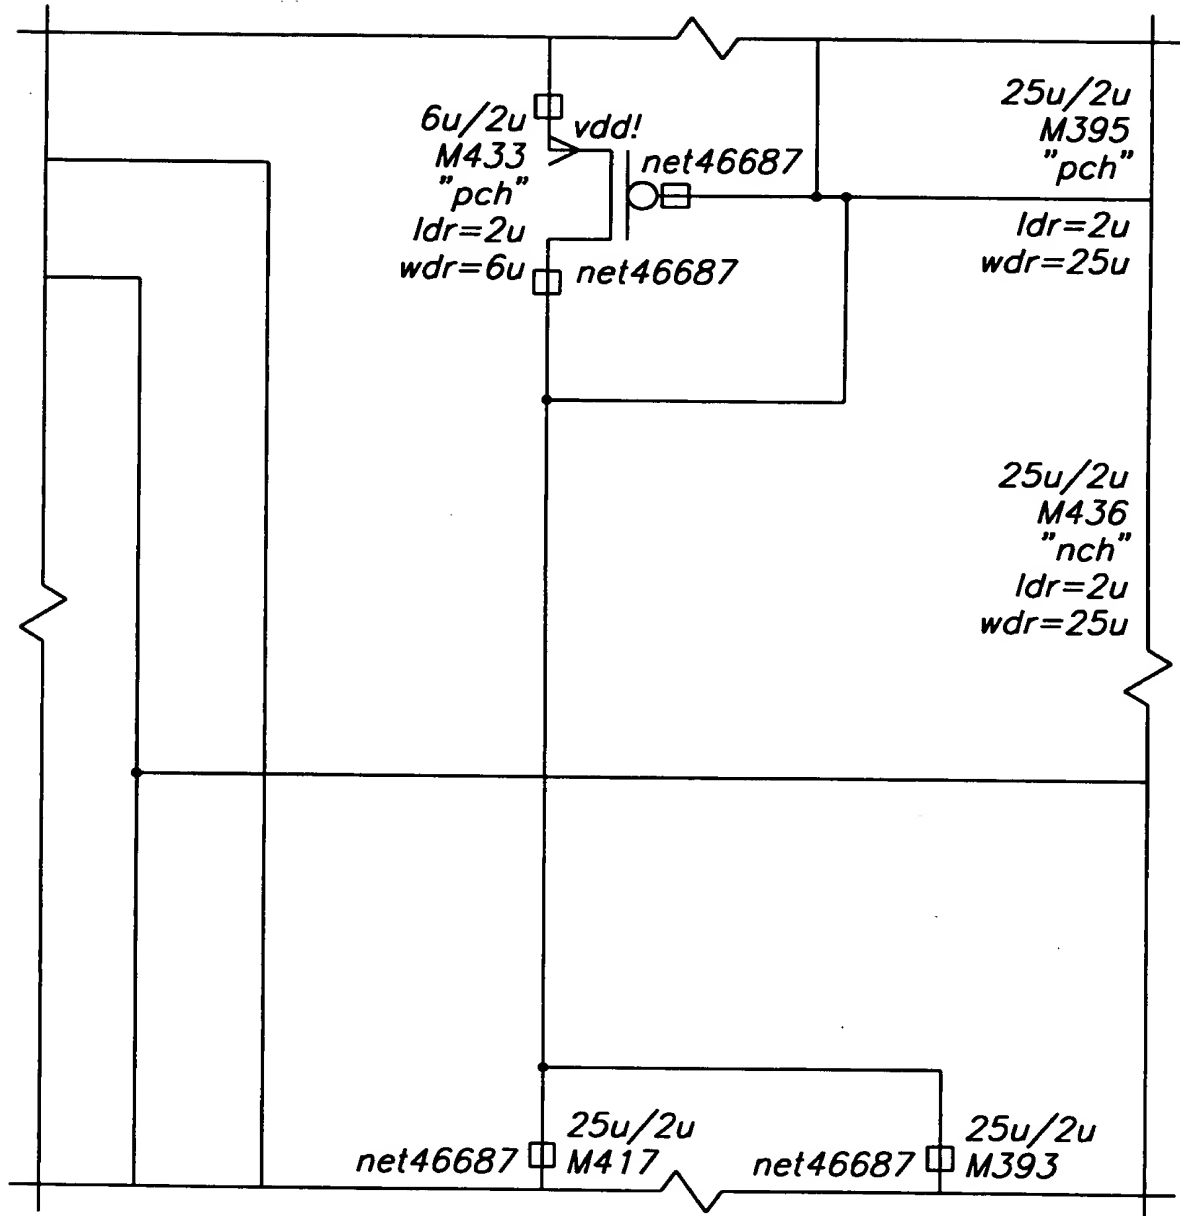 6u/2u
M433
"pch"
ldr=2u
wdr=6u
vdd!
net46687
net46687
25u/2u
M395
"pch"
ldr=2u
wdr=25u
25u/2u
M436
"nch"
ldr=2u
wdr=25u
net46687
25u/2u
M417
net46687
25u/2u
M393